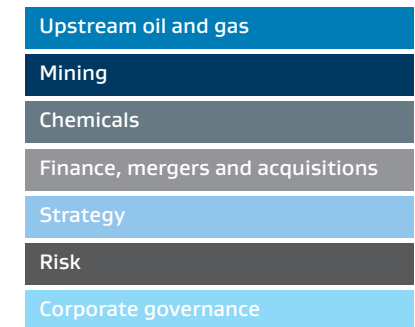 Upstream oil and gas
Mining
Chemicals
Finance, mergers and acquisitions
Strategy
Risk
Corporate governance